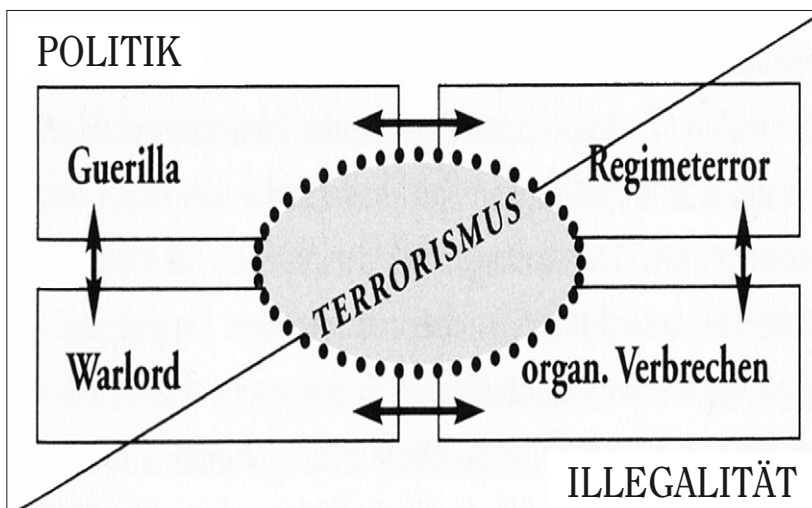 POLITIK
Guerilla
Regimeterror
TERRORISMUS
Warlord
organ. Verbrechen
ILLEGALITÄT